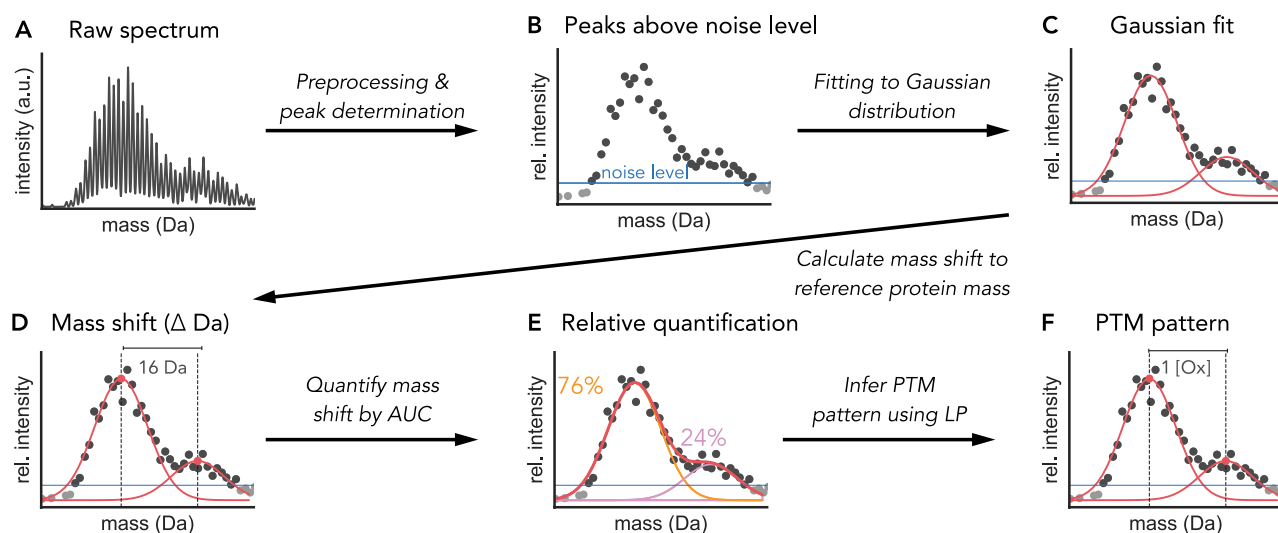 A Raw spectrum
intensity (a.u.)
mass (Da)
Preprocessing &
peak determination
B Peaks above noise level
rel. intensity
noise level
mass (Da)
Fitting to Gaussian
distribution
C Gaussian fit
rel. intensity
mass (Da)
Calculate mass shift to
reference protein mass
D Mass shift (Δ Da)
16 Da
rel. intensity
mass (Da)
Quantify mass
shift by AUC
E Relative quantification
76%
24%
rel. intensity
mass (Da)
Infer PTM
pattern using LP
F PTM pattern
1 [Ox]
rel. intensity
mass (Da)